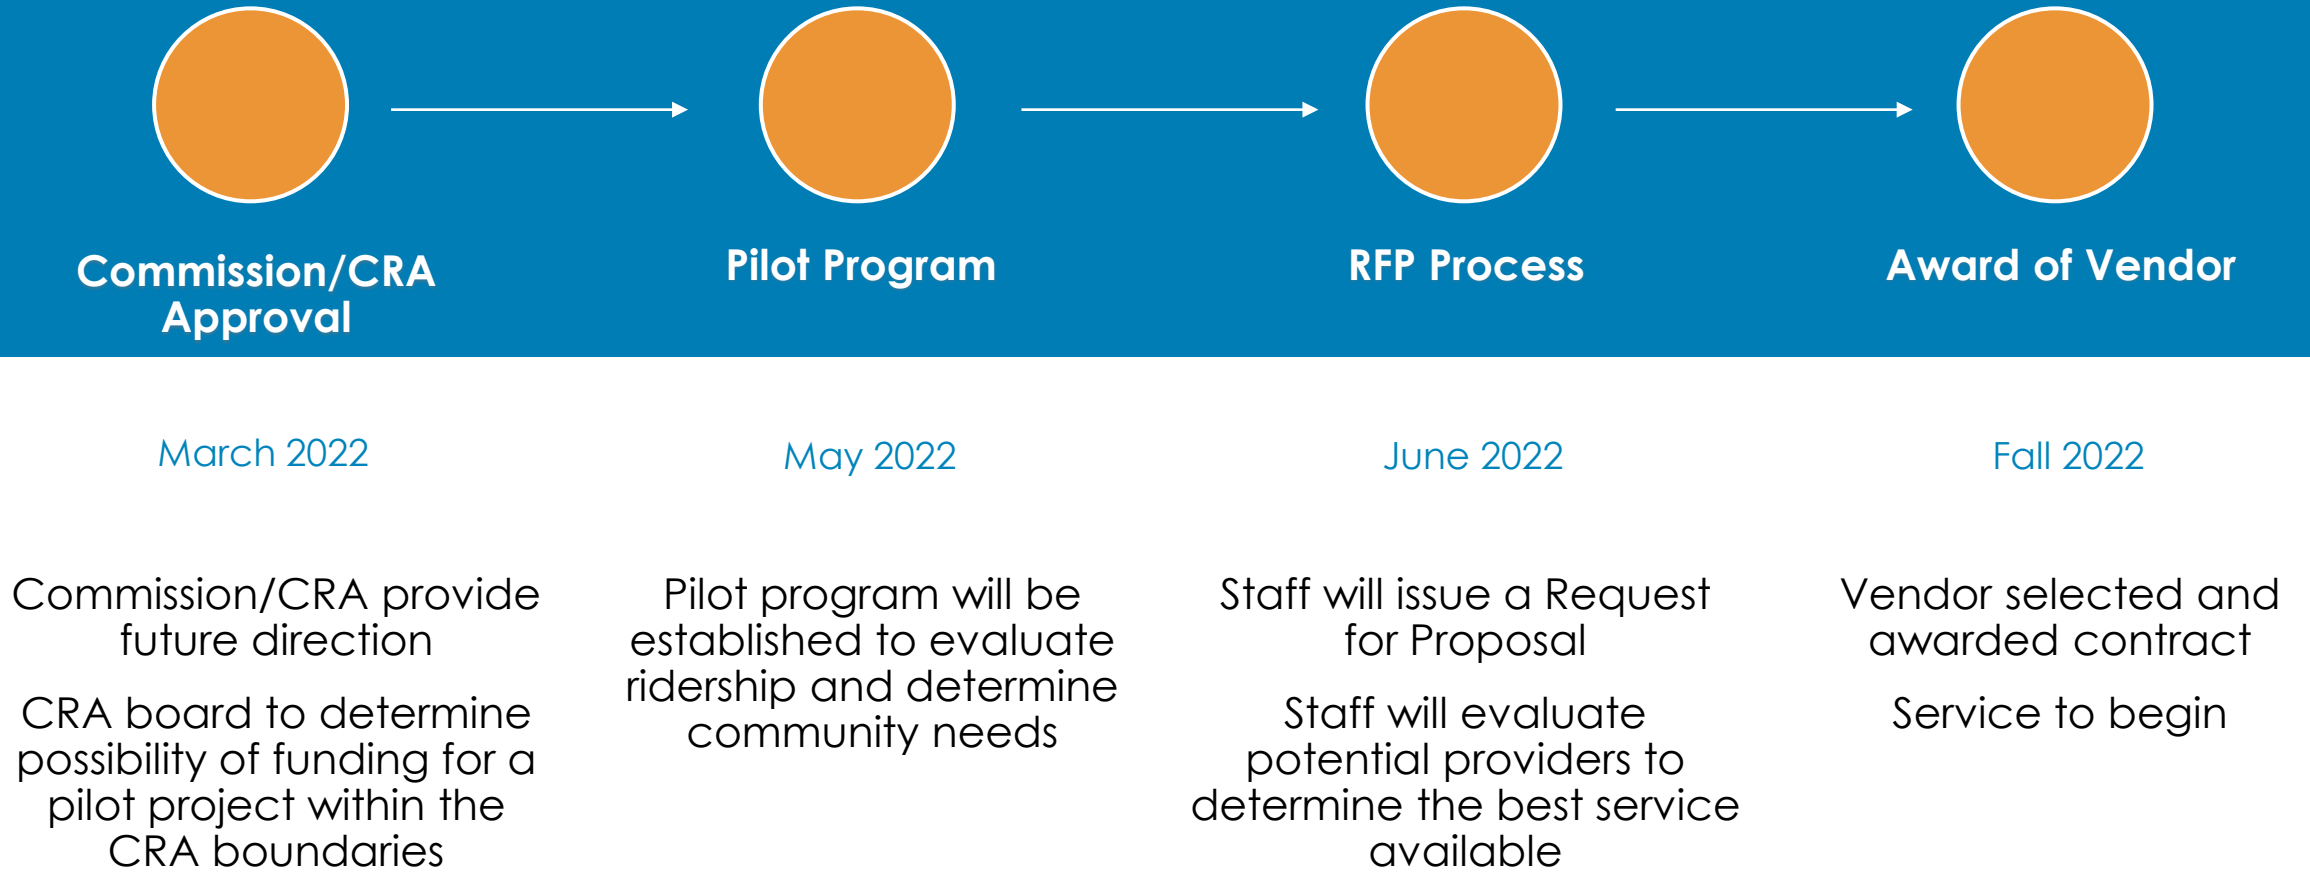 Commission/CRA
Approval
Pilot Program
RFP Process
Award of Vendor
March 2022
May 2022
June 2022
Fall 2022
Commission/CRA provide
future direction
CRA board to determine
possibility of funding for a
pilot project within the
CRA boundaries
Pilot program will be
established to evaluate
ridership and determine
community needs
Staff will issue a Request
for Proposal
Staff will evaluate
potential providers to
determine the best service
available
Vendor selected and
awarded contract
Service to begin